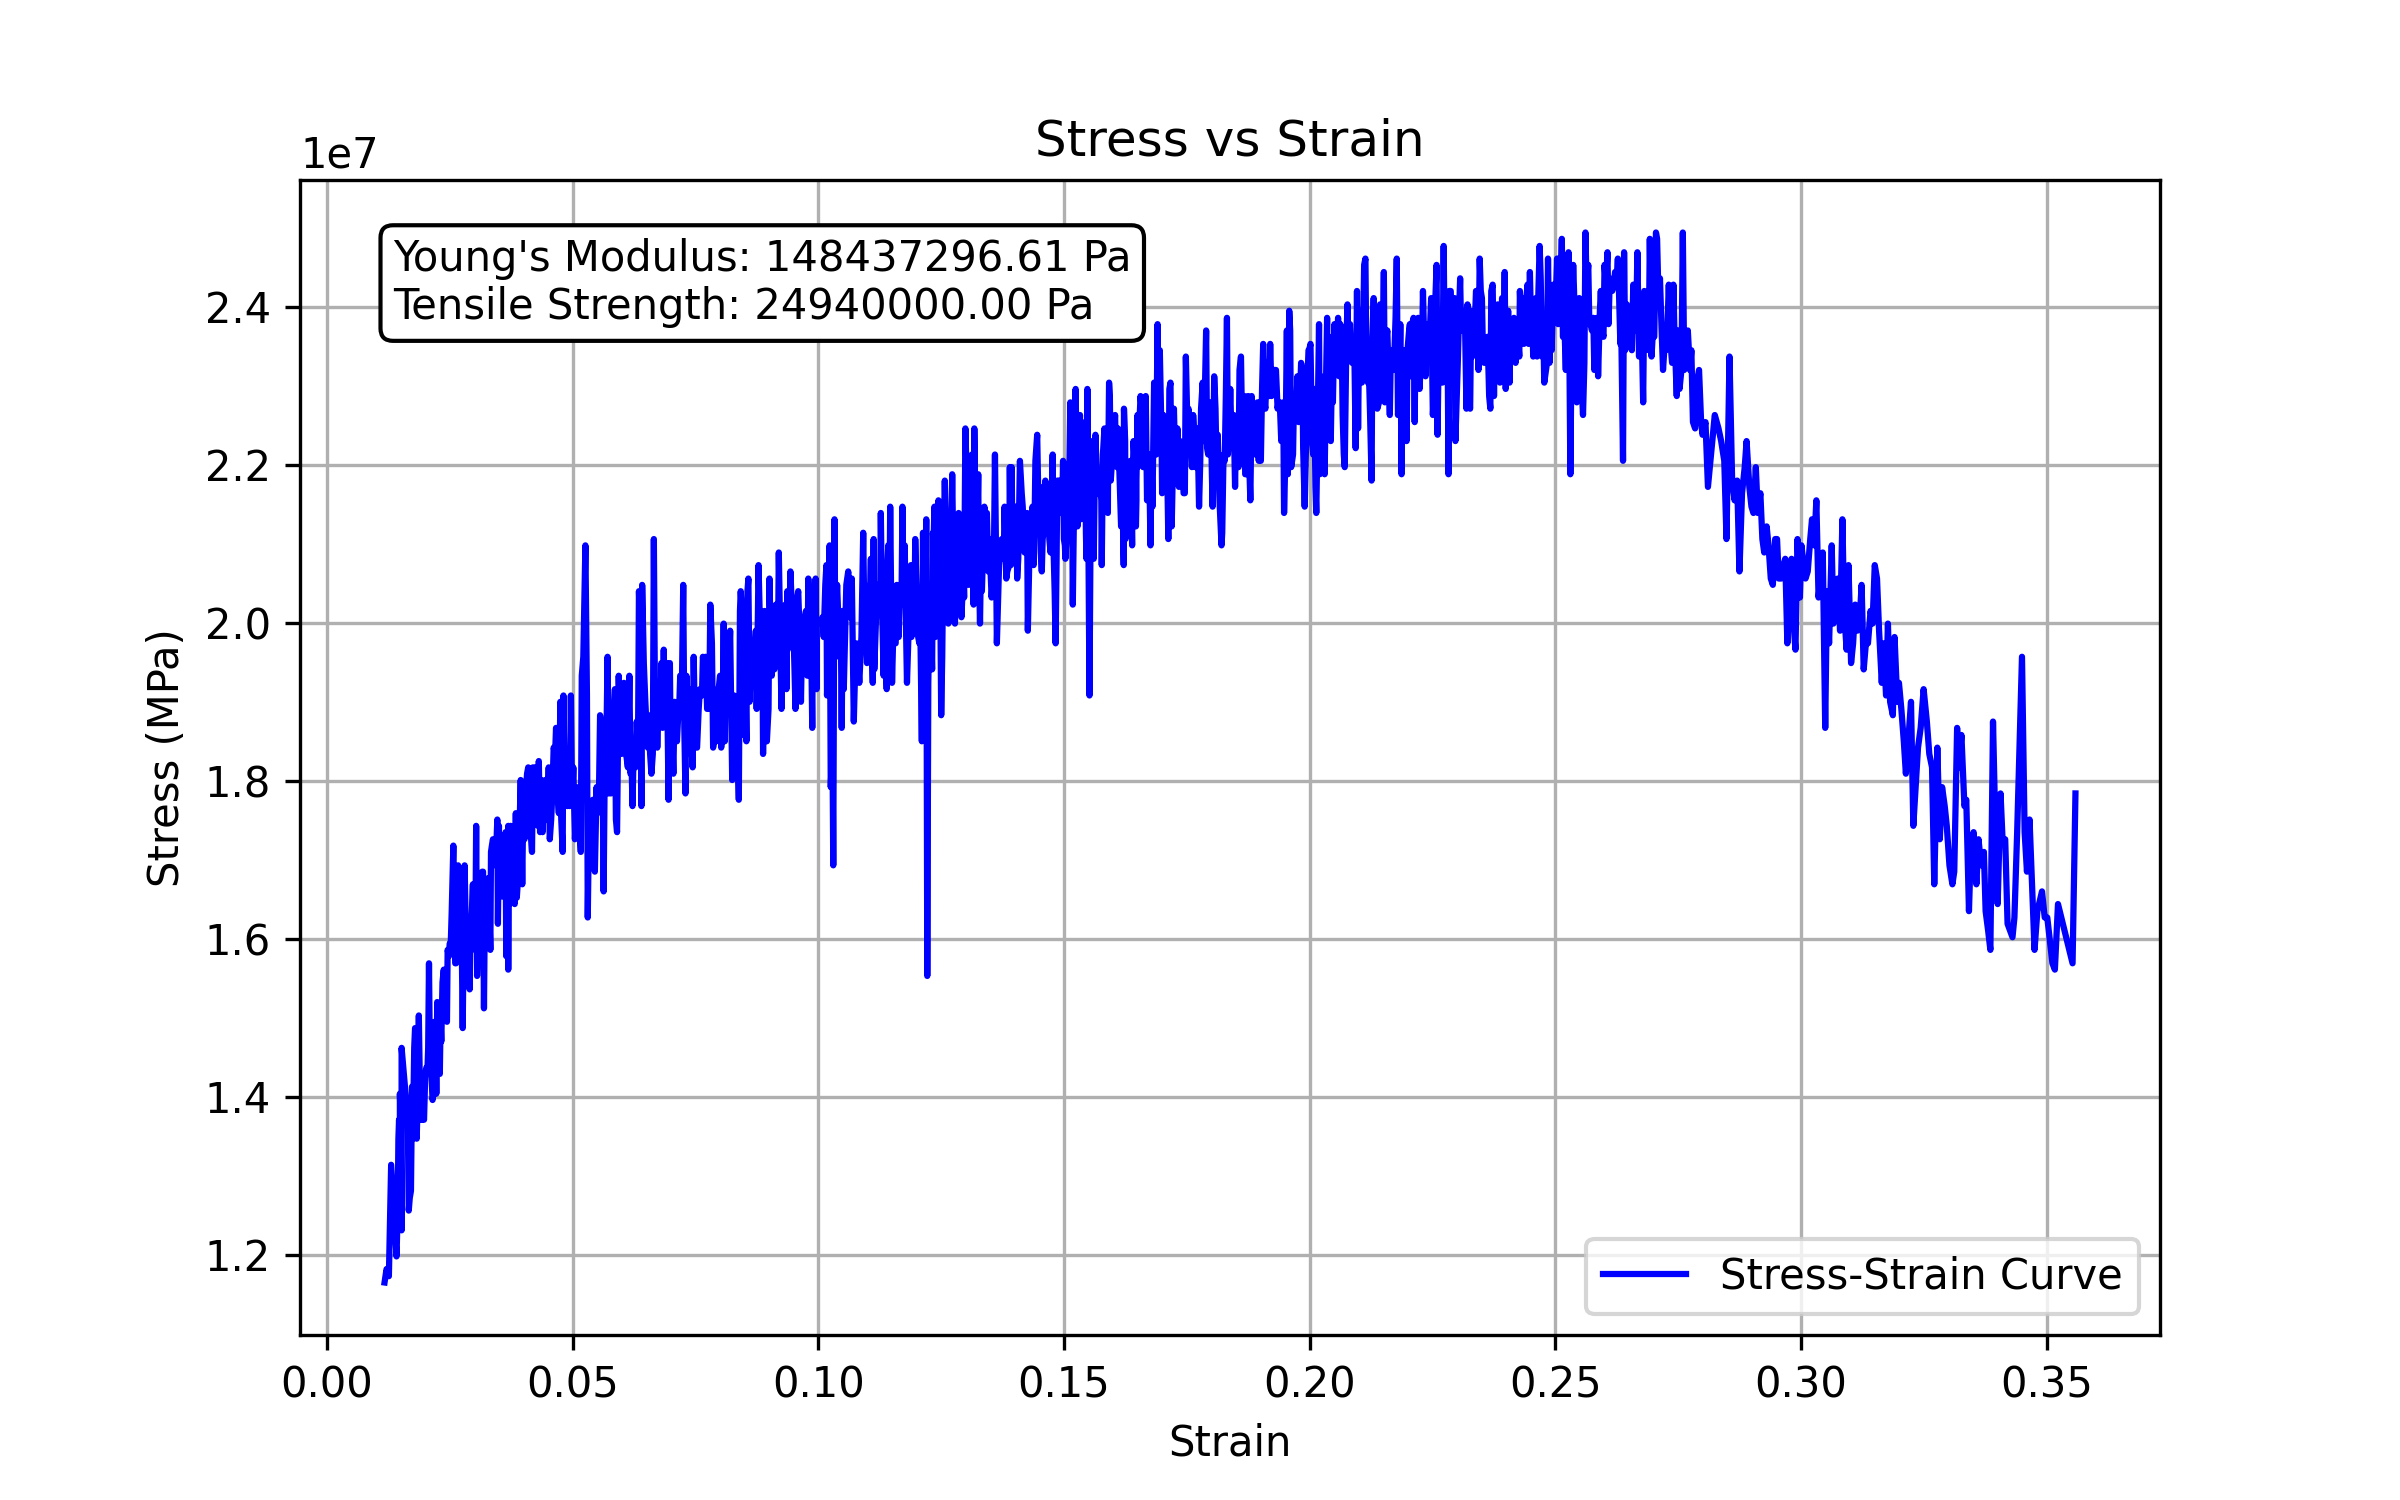 Stress vs Strain
1e7
Young's Modulus: 148437296.61 Pa
Tensile Strength: 24940000.00 Pa
2.4
2.2
2.0
1.8
1.6
1.4
1.2
Stress (MPa)
Stress-Strain Curve
0.00 0.05 0.10 0.15 0.20 0.25 0.30 0.35
Strain